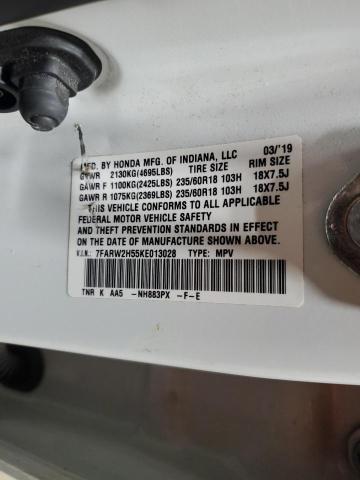 MFD. BY HONDA MFG. OF INDIANA, LLC 03/'19
GVWR 2130KG(4695LBS) TIRE SIZE RIM SIZE
GAWR F 1100KG(2425LBS) 235/60R18 103H 18X7.5J
GAWR R 1075KG(2369LBS) 235/60R18 103H 18X7.5J
THIS VEHICLE CONFORMS TO ALL APPLICABLE
FEDERAL MOTOR VEHICLE SAFETY
AND THEFT PREVENTION STANDARDS IN EFFECT
ON THE DATE OF MANUFACTURE SHOWN ABOVE.
V.I.N.: 7FARW2H55KE013028 TYPE: MPV
TNR K AA5 -NH883PX -F-E